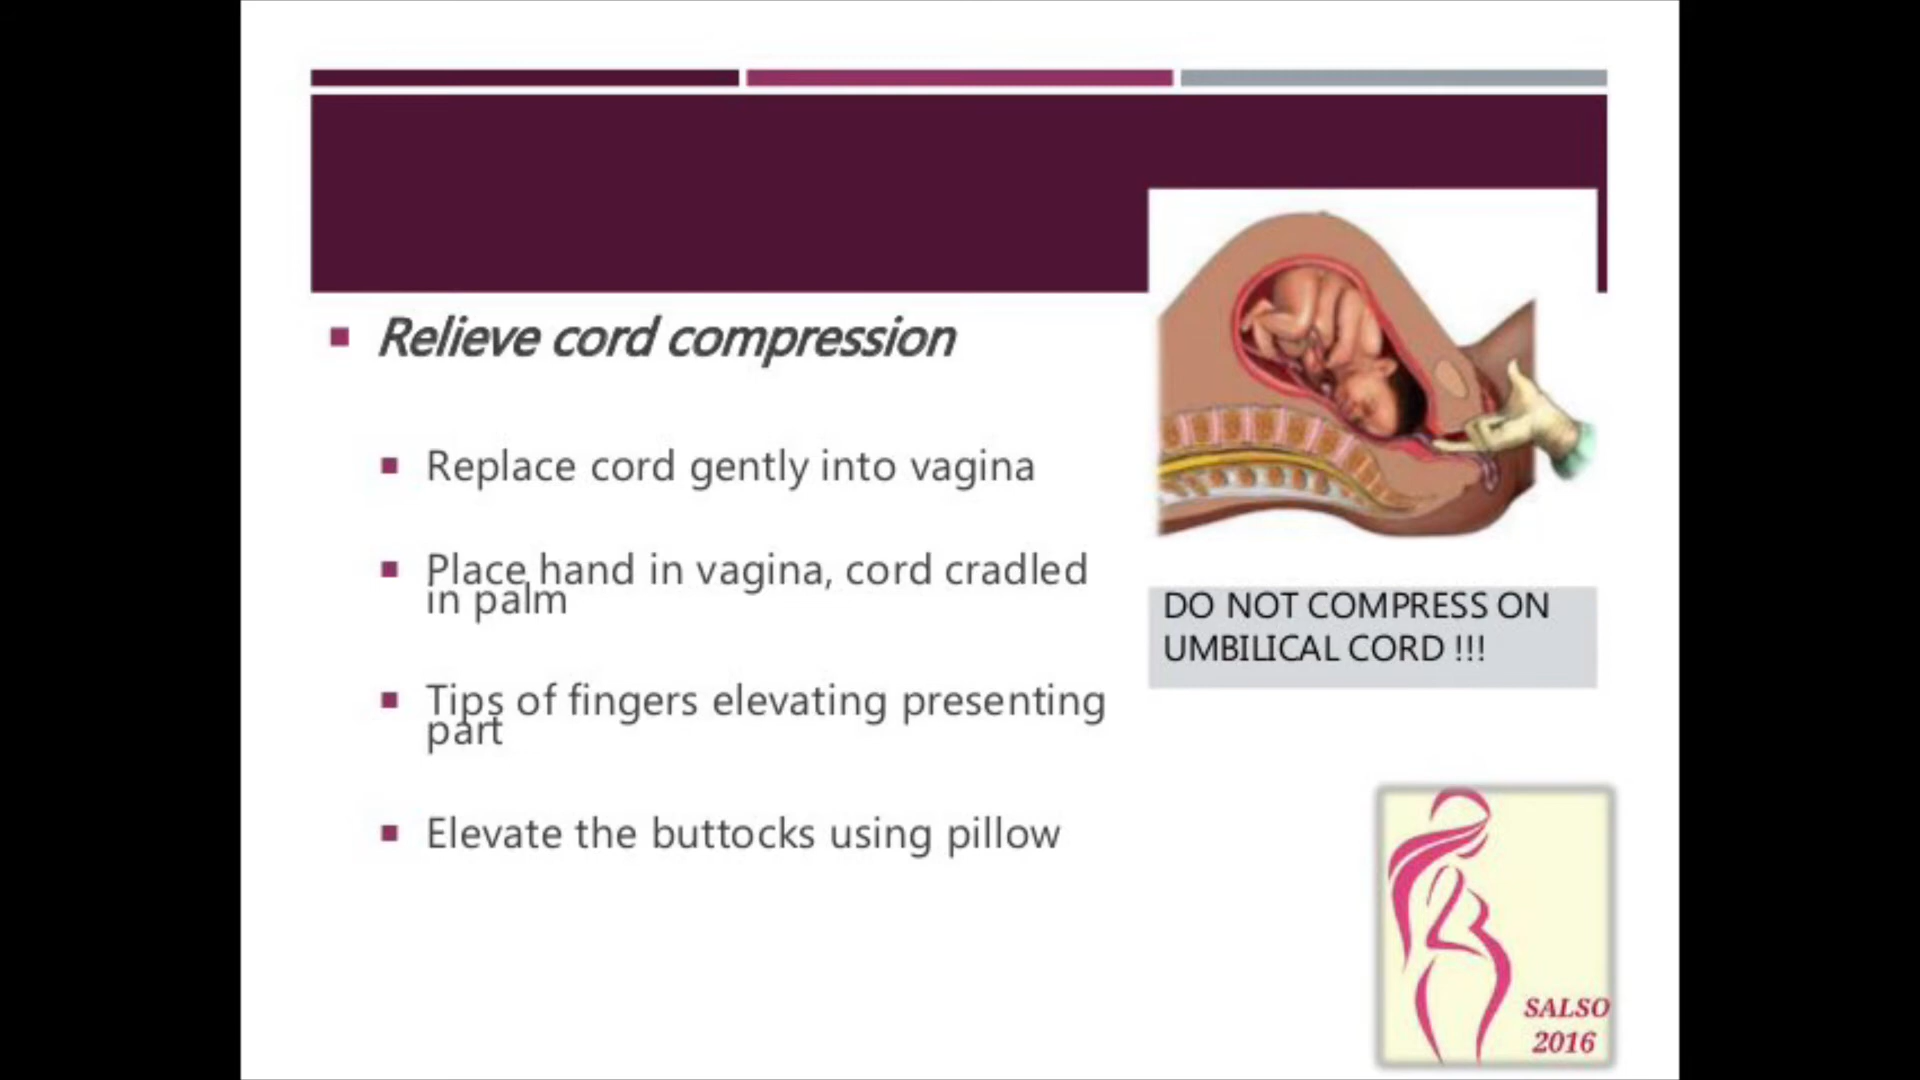 Relieve cord compression
Replace cord gently into vagina
Place hand in vagina, cord cradled
in palm
Tips of fingers elevating presenting
part
Elevate the buttocks using pillow
DO NOT COMPRESS ON
UMBILICAL CORD !!!
SALSO
2016